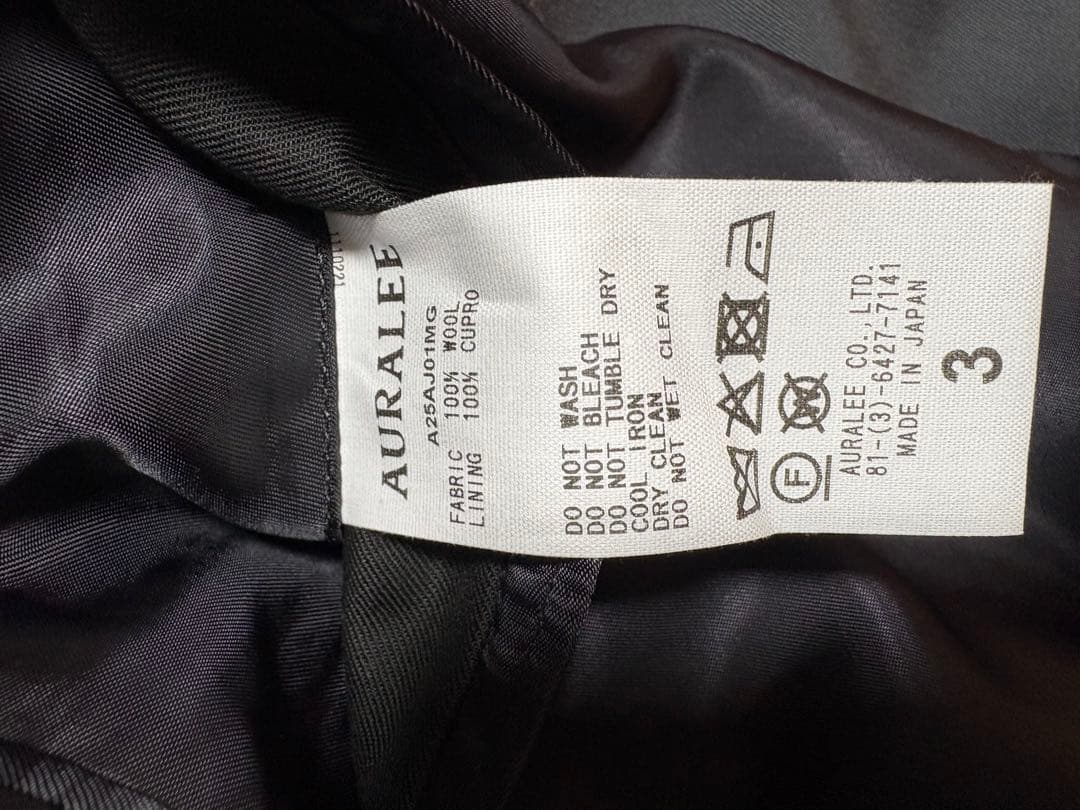 AURALEE
A25AJ01MG
FABRIC 100% WOOL
LINING 100% CUPRO
DO NOT WASH
DO NOT BLEACH
DO NOT TUMBLE DRY
COOL IRON
DRY CLEAN
DO NOT WET CLEAN
F W
AURALEE CO.,LTD.
81-(3)-6427-7141
MADE IN JAPAN
3